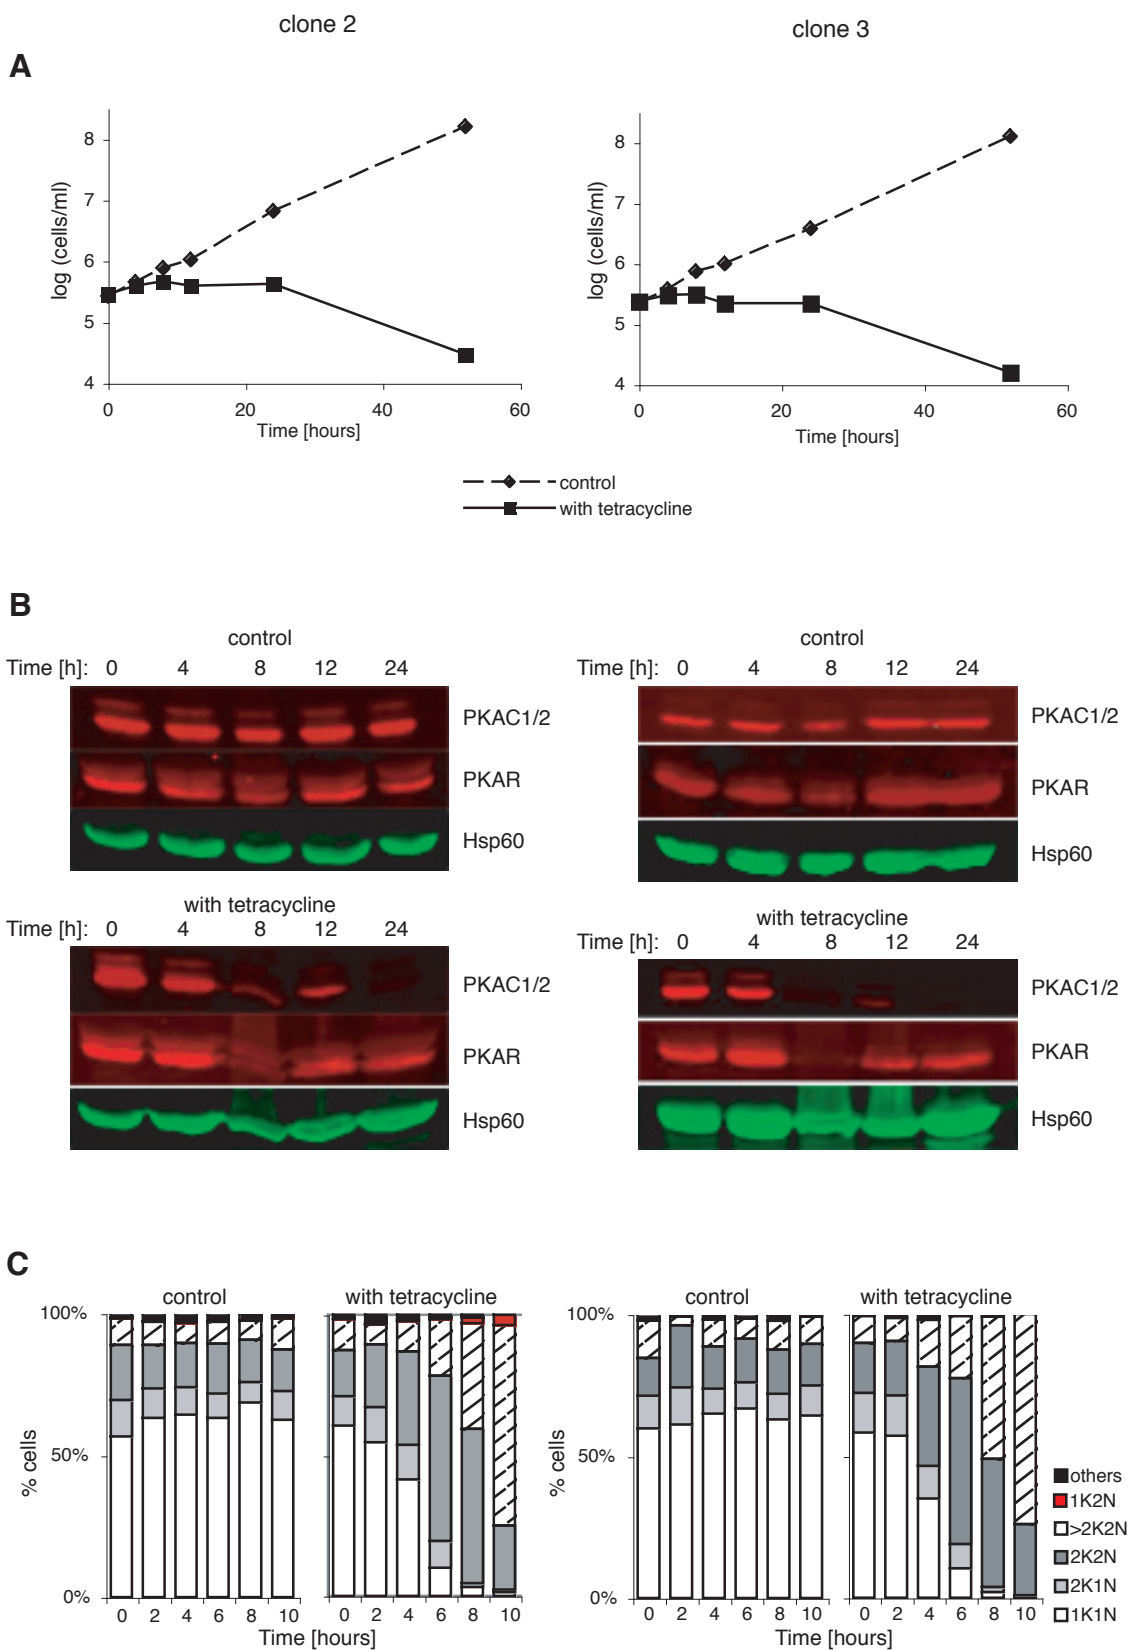 clone 2
clone 3
A
log (cells/ml)
8
7
6
5
4
0
20
40
60
Time [hours]
log (cells/ml)
8
7
6
5
4
0
20
40
60
Time [hours]
control
with tetracycline
B
control
Time [h]: 0 4 8 12 24
PKAC1/2
PKAR
Hsp60
with tetracycline
Time [h]: 0 4 8 12 24
PKAC1/2
PKAR
Hsp60
control
Time [h]: 0 4 8 12 24
PKAC1/2
PKAR
Hsp60
with tetracycline
Time [h]: 0 4 8 12 24
PKAC1/2
PKAR
Hsp60
C
control
with tetracycline
% cells
100%
50%
0%
0 2 4 6 8 10
0 2 4 6 8 10
Time [hours]
control
with tetracycline
% cells
100%
50%
0%
0 2 4 6 8 10
0 2 4 6 8 10
Time [hours]
others
1K2N
>2K2N
2K2N
2K1N
1K1N